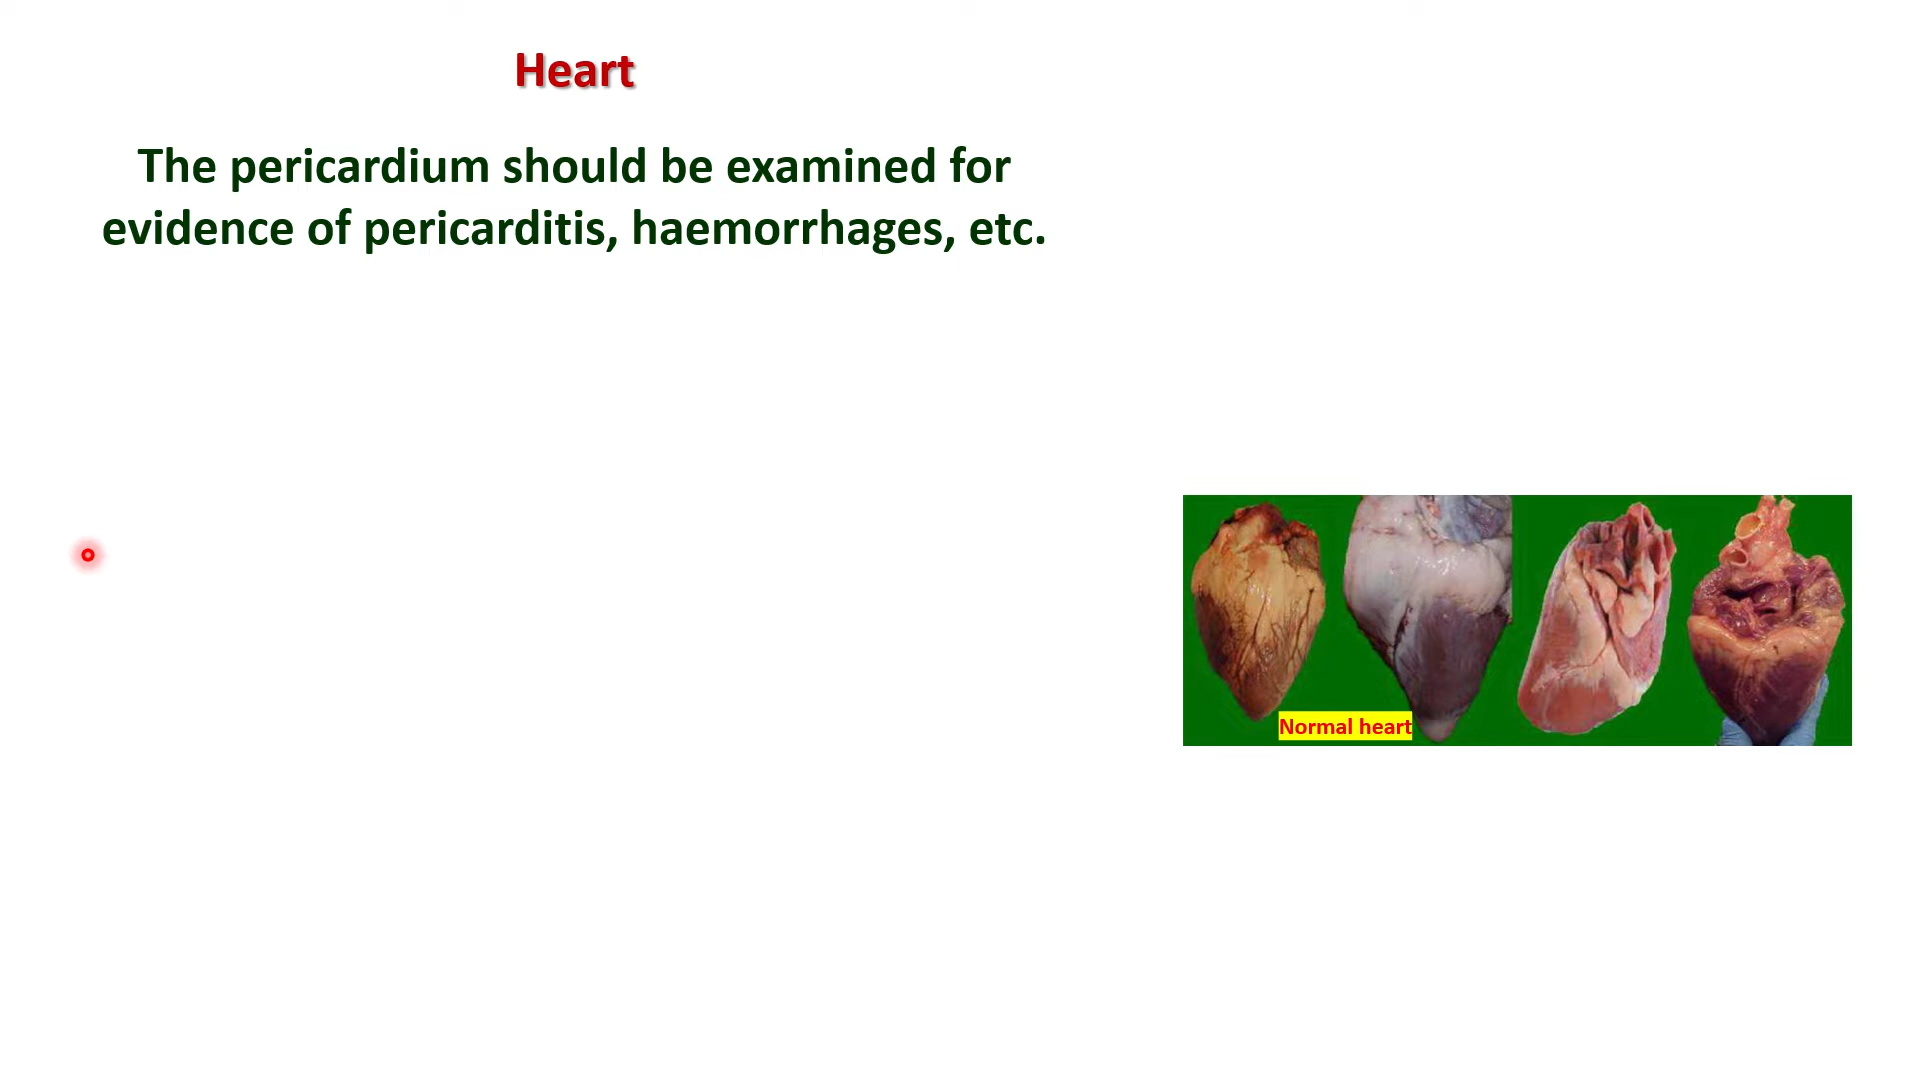 Heart
The pericardium should be examined for
evidence of pericarditis, haemorrhages, etc.
Normal heart